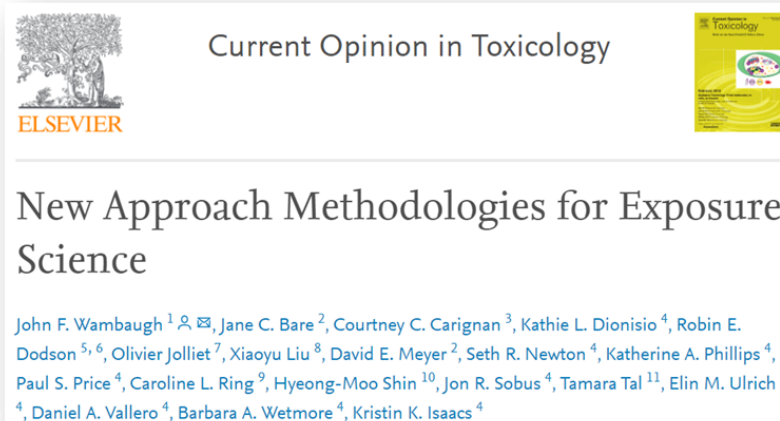 Current Opinion in Toxicology
Toxicology
ELSEVIER
New Approach Methodologies for Exposure
Science
John F. Wambaugh 1, Jane C. Bare 2, Courtney C. Carignan 3, Kathie L. Dionisio 4, Robin E.
Dodson 5, 6, Olivier Jolliet 7, Xiaoyu Liu 8, David E. Meyer 2, Seth R. Newton 4, Katherine A. Phillips 4,
Paul S. Price 4, Caroline L. Ring 9, Hyeong-Moo Shin 10, Jon R. Sobus 4, Tamara Tal 11, Elin M. Ulrich
4, Daniel A. Vallero 4, Barbara A. Wetmore 4, Kristin K. Isaacs 4